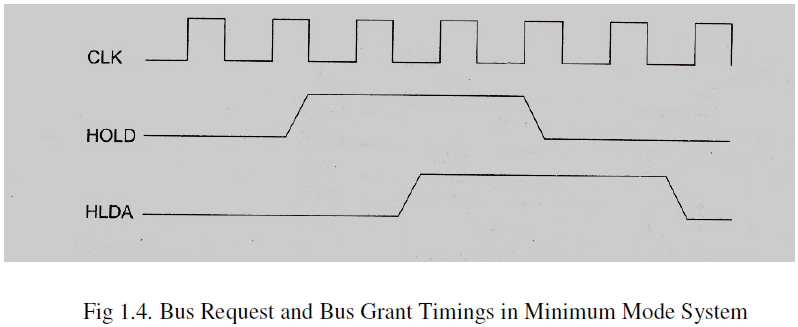 CLK
HOLD
HLDA
Fig 1.4. Bus Request and Bus Grant Timings in Minimum Mode System